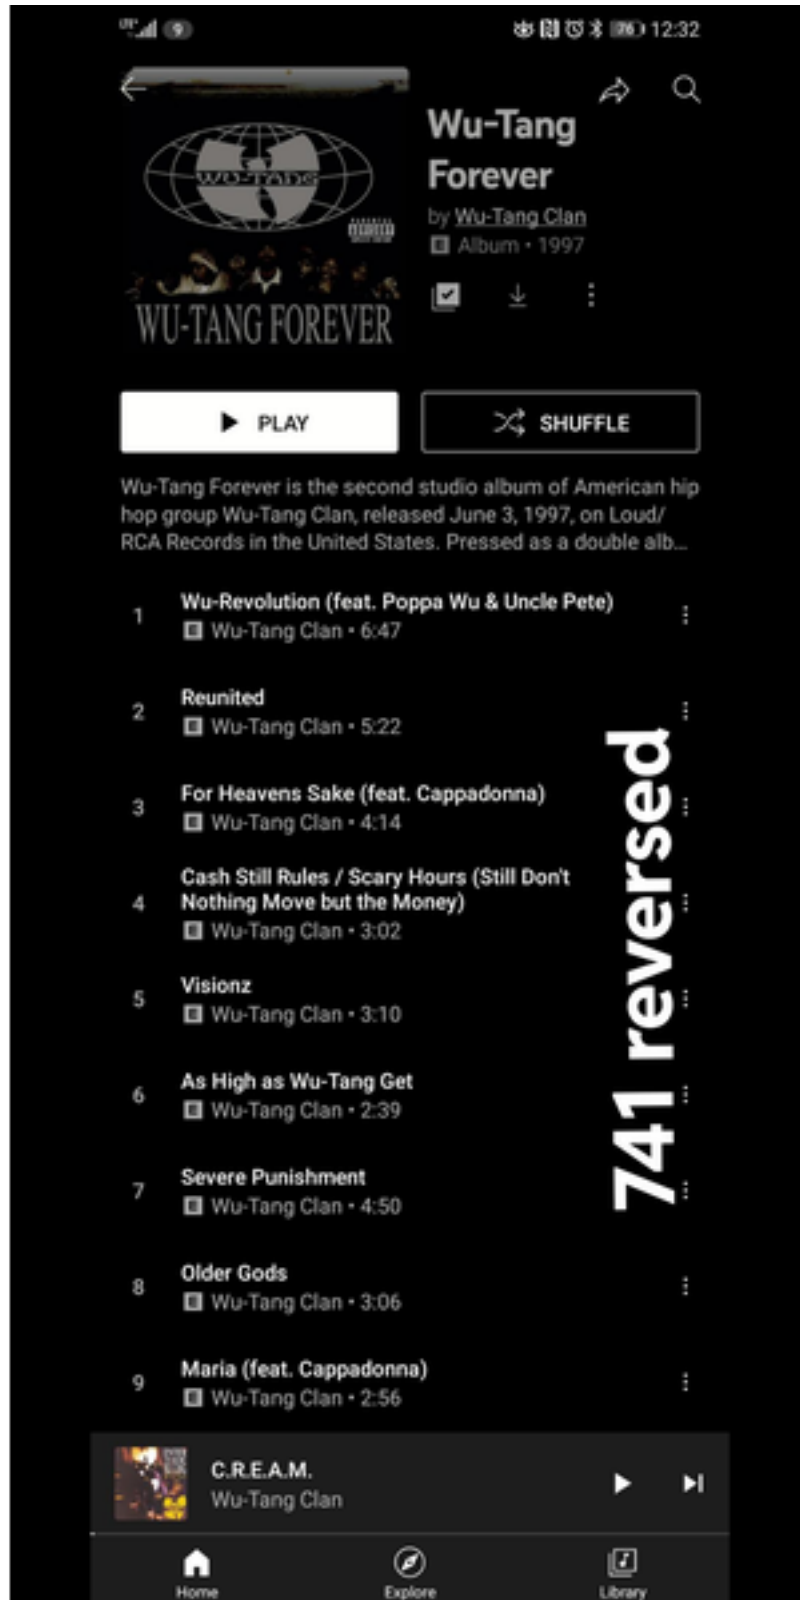 9
76 12:32
WU-TANG
WU-TANG FOREVER
Wu-Tang
Forever
by Wu-Tang Clan
E Album • 1997
PLAY
SHUFFLE
Wu-Tang Forever is the second studio album of American hip
hop group Wu-Tang Clan, released June 3, 1997, on Loud/
RCA Records in the United States. Pressed as a double alb...
1
Wu-Revolution (feat. Poppa Wu & Uncle Pete)
E Wu-Tang Clan • 6:47
2
Reunited
E Wu-Tang Clan • 5:22
3
For Heavens Sake (feat. Cappadonna)
E Wu-Tang Clan • 4:14
4
Cash Still Rules / Scary Hours (Still Don't
Nothing Move but the Money)
E Wu-Tang Clan • 3:02
5
Visionz
E Wu-Tang Clan • 3:10
6
As High as Wu-Tang Get
E Wu-Tang Clan • 2:39
7
Severe Punishment
E Wu-Tang Clan • 4:50
8
Older Gods
E Wu-Tang Clan • 3:06
9
Maria (feat. Cappadonna)
E Wu-Tang Clan • 2:56
741 reversed
C.R.E.A.M.
Wu-Tang Clan
Home
Explore
Library